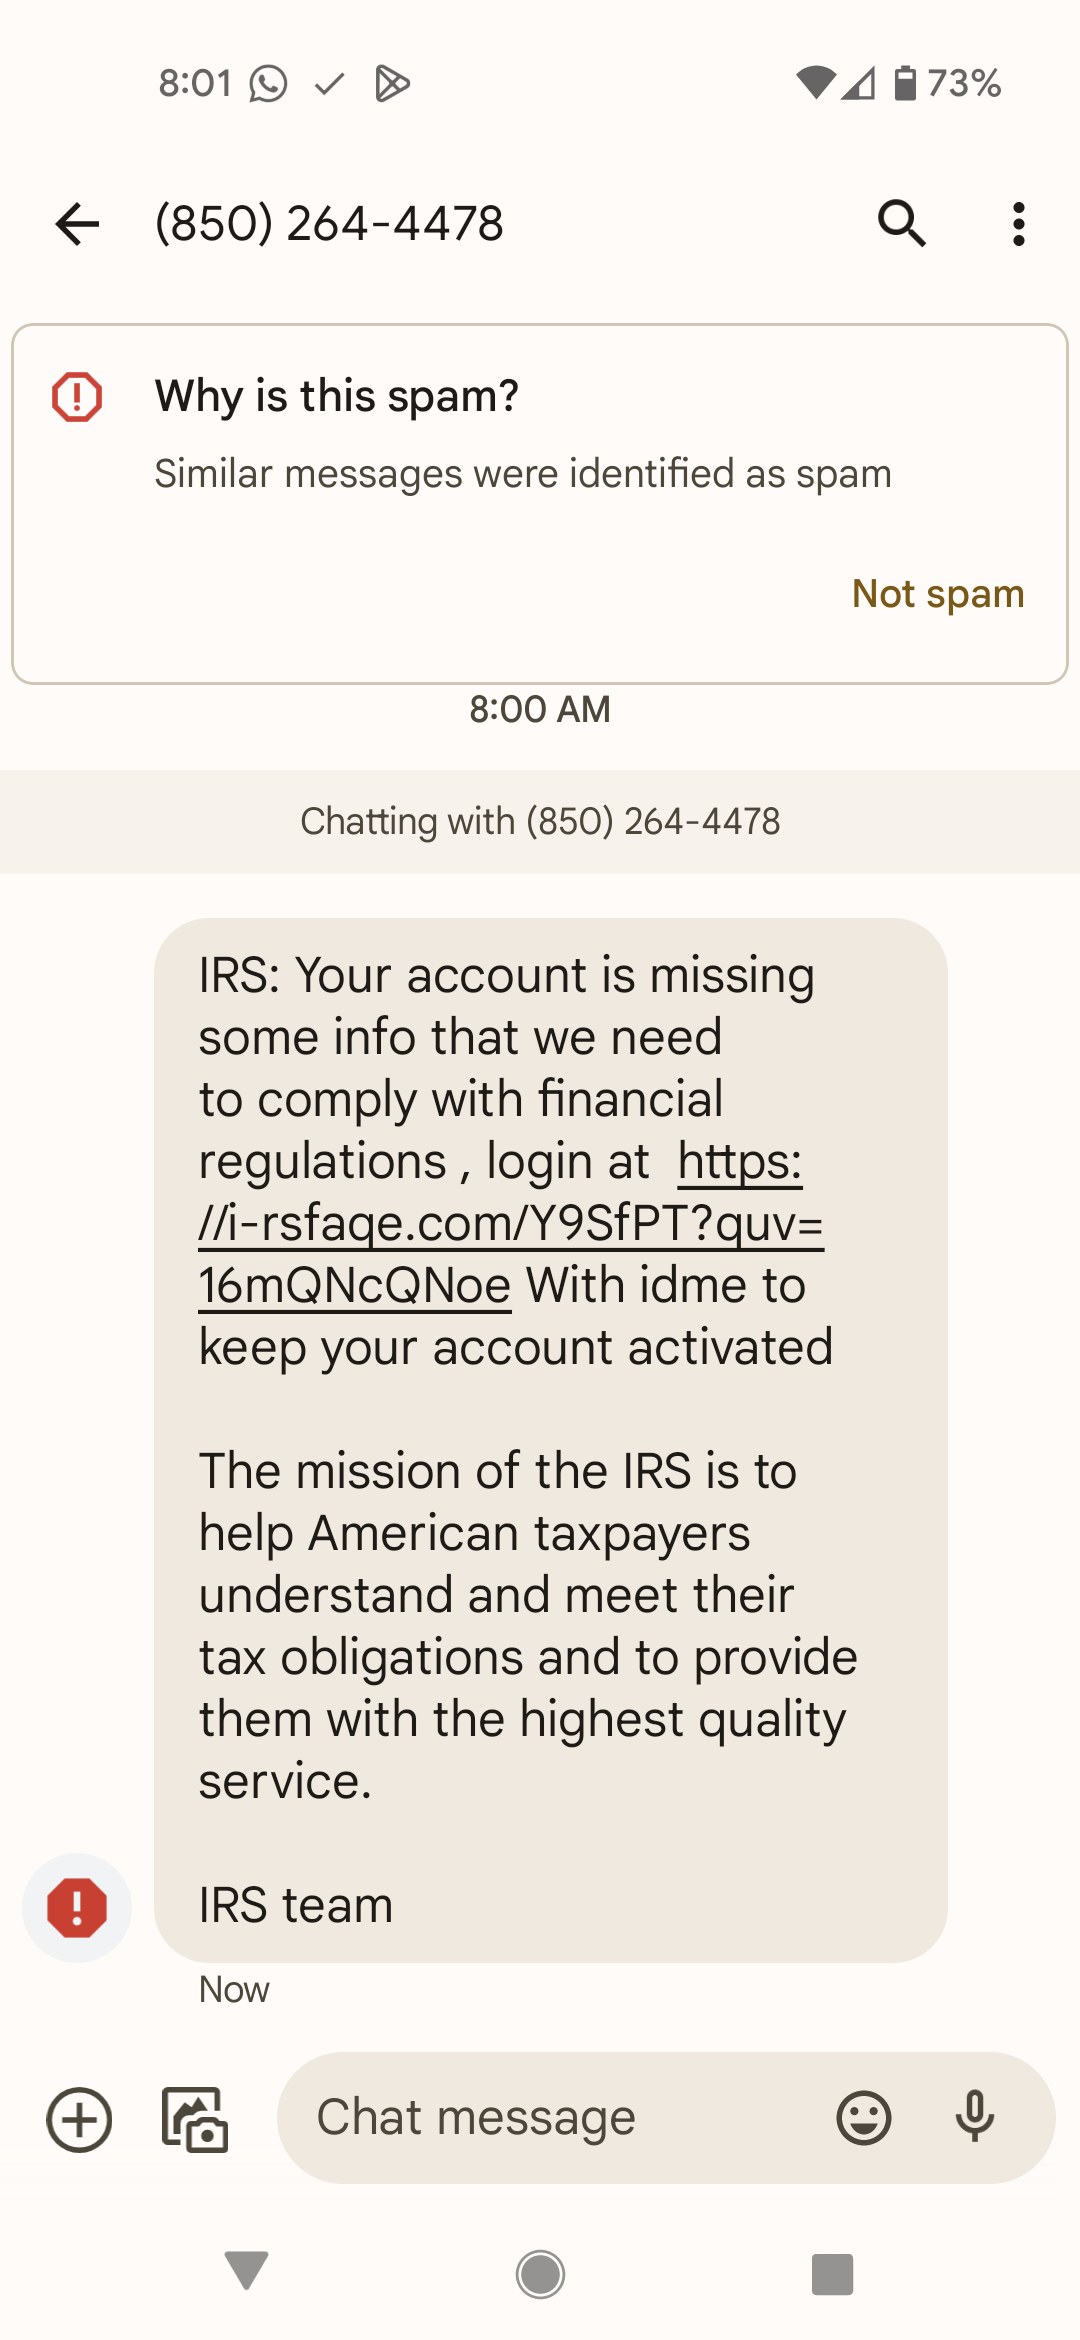 8:01 73%
(850) 264-4478
Why is this spam?
Similar messages were identified as spam
Not spam
8:00 AM
Chatting with (850) 264-4478
IRS: Your account is missing
some info that we need
to comply with financial
regulations , login at  https:
//i-rsfaqe.com/Y9SfPT?quv=
16mQNcQNoe With idme to
keep your account activated
The mission of the IRS is to
help American taxpayers
understand and meet their
tax obligations and to provide
them with the highest quality
service.
IRS team
Now
Chat message